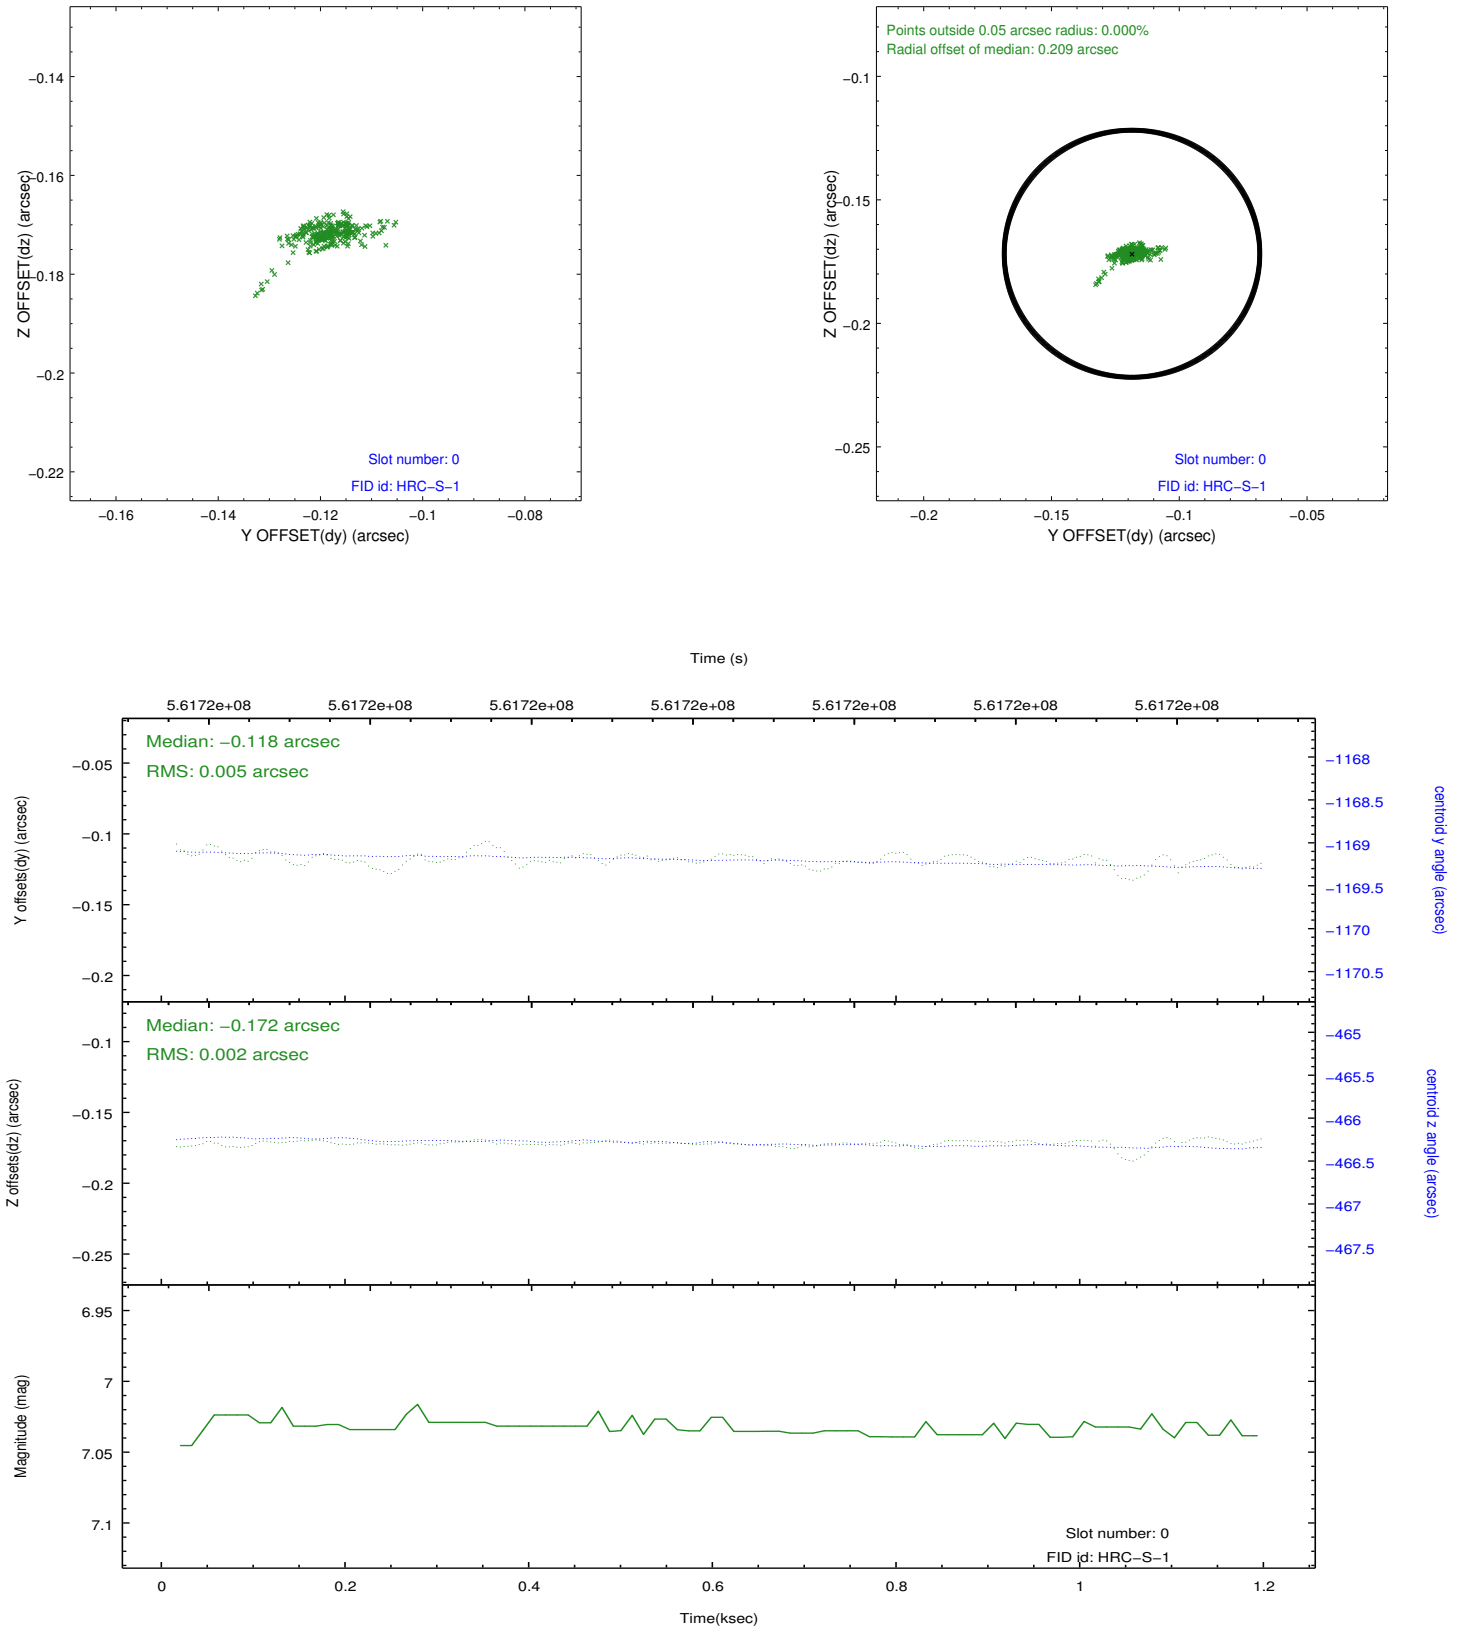 −0.14
−0.16
−0.18
−0.2
−0.22
Z OFFSET(dz) (arcsec)
Slot number: 0
FID id: HRC−S−1
−0.16
−0.14
−0.12
−0.1
−0.08
Y OFFSET(dy) (arcsec)
Points outside 0.05 arcsec radius: 0.000%
Radial offset of median: 0.209 arcsec
−0.1
−0.15
−0.2
−0.25
Z OFFSET(dz) (arcsec)
Slot number: 0
FID id: HRC−S−1
−0.2
−0.15
−0.1
−0.05
Y OFFSET(dy) (arcsec)
Time (s)
5.6172e+08
5.6172e+08
5.6172e+08
5.6172e+08
5.6172e+08
5.6172e+08
5.6172e+08
Median: −0.118 arcsec
RMS: 0.005 arcsec
−0.05
−0.1
−0.15
−0.2
Y offsets(dy) (arcsec)
−1168
−1168.5
−1169
−1169.5
−1170
−1170.5
centroid y angle (arcsec)
Median: −0.172 arcsec
RMS: 0.002 arcsec
−0.1
−0.15
−0.2
−0.25
Z offsets(dz) (arcsec)
−465
−465.5
−466
−466.5
−467
−467.5
centroid z angle (arcsec)
6.95
7
7.05
7.1
Magnitude (mag)
Slot number: 0
FID id: HRC−S−1
0
0.2
0.4
0.6
0.8
1
1.2
Time(ksec)